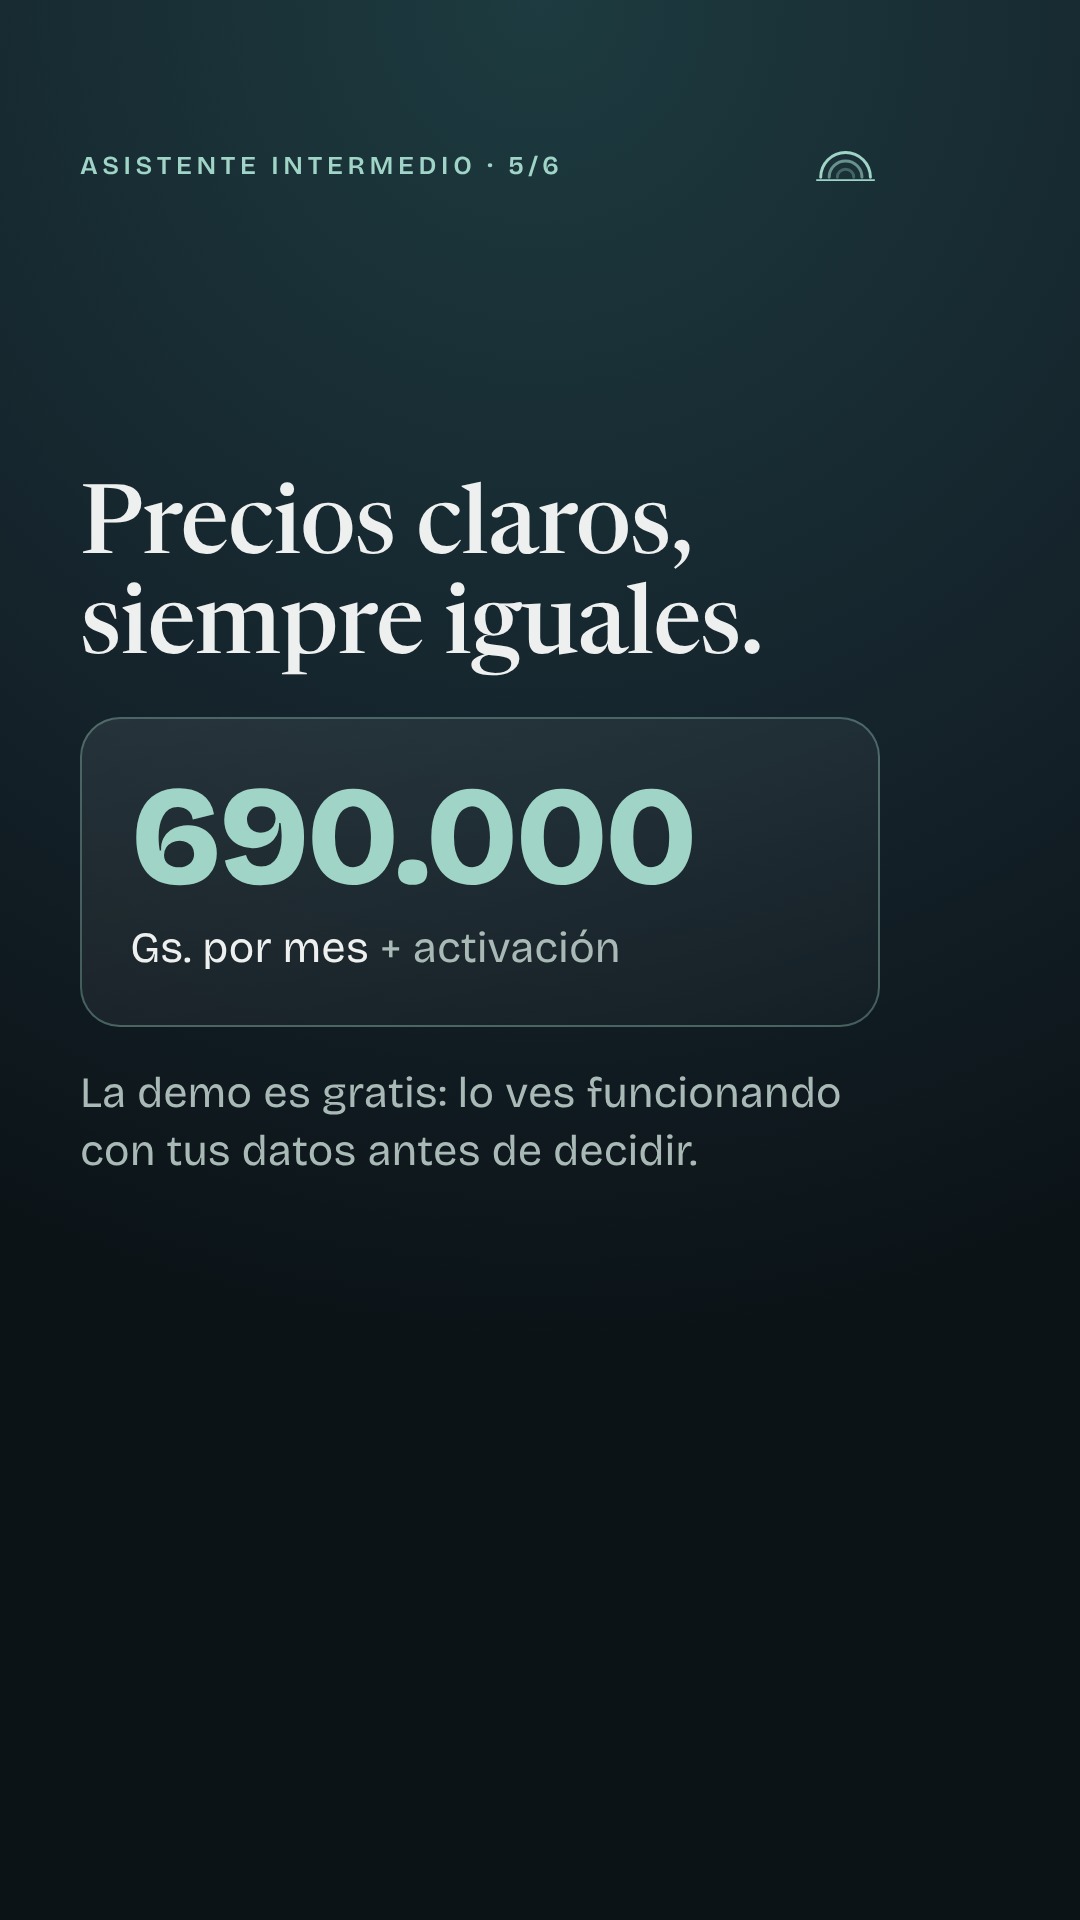 ASISTENTE INTERMEDIO · 5/6
Precios claros,
siempre iguales.
690.000
Gs. por mes + activación
La demo es gratis: lo ves funcionando
con tus datos antes de decidir.